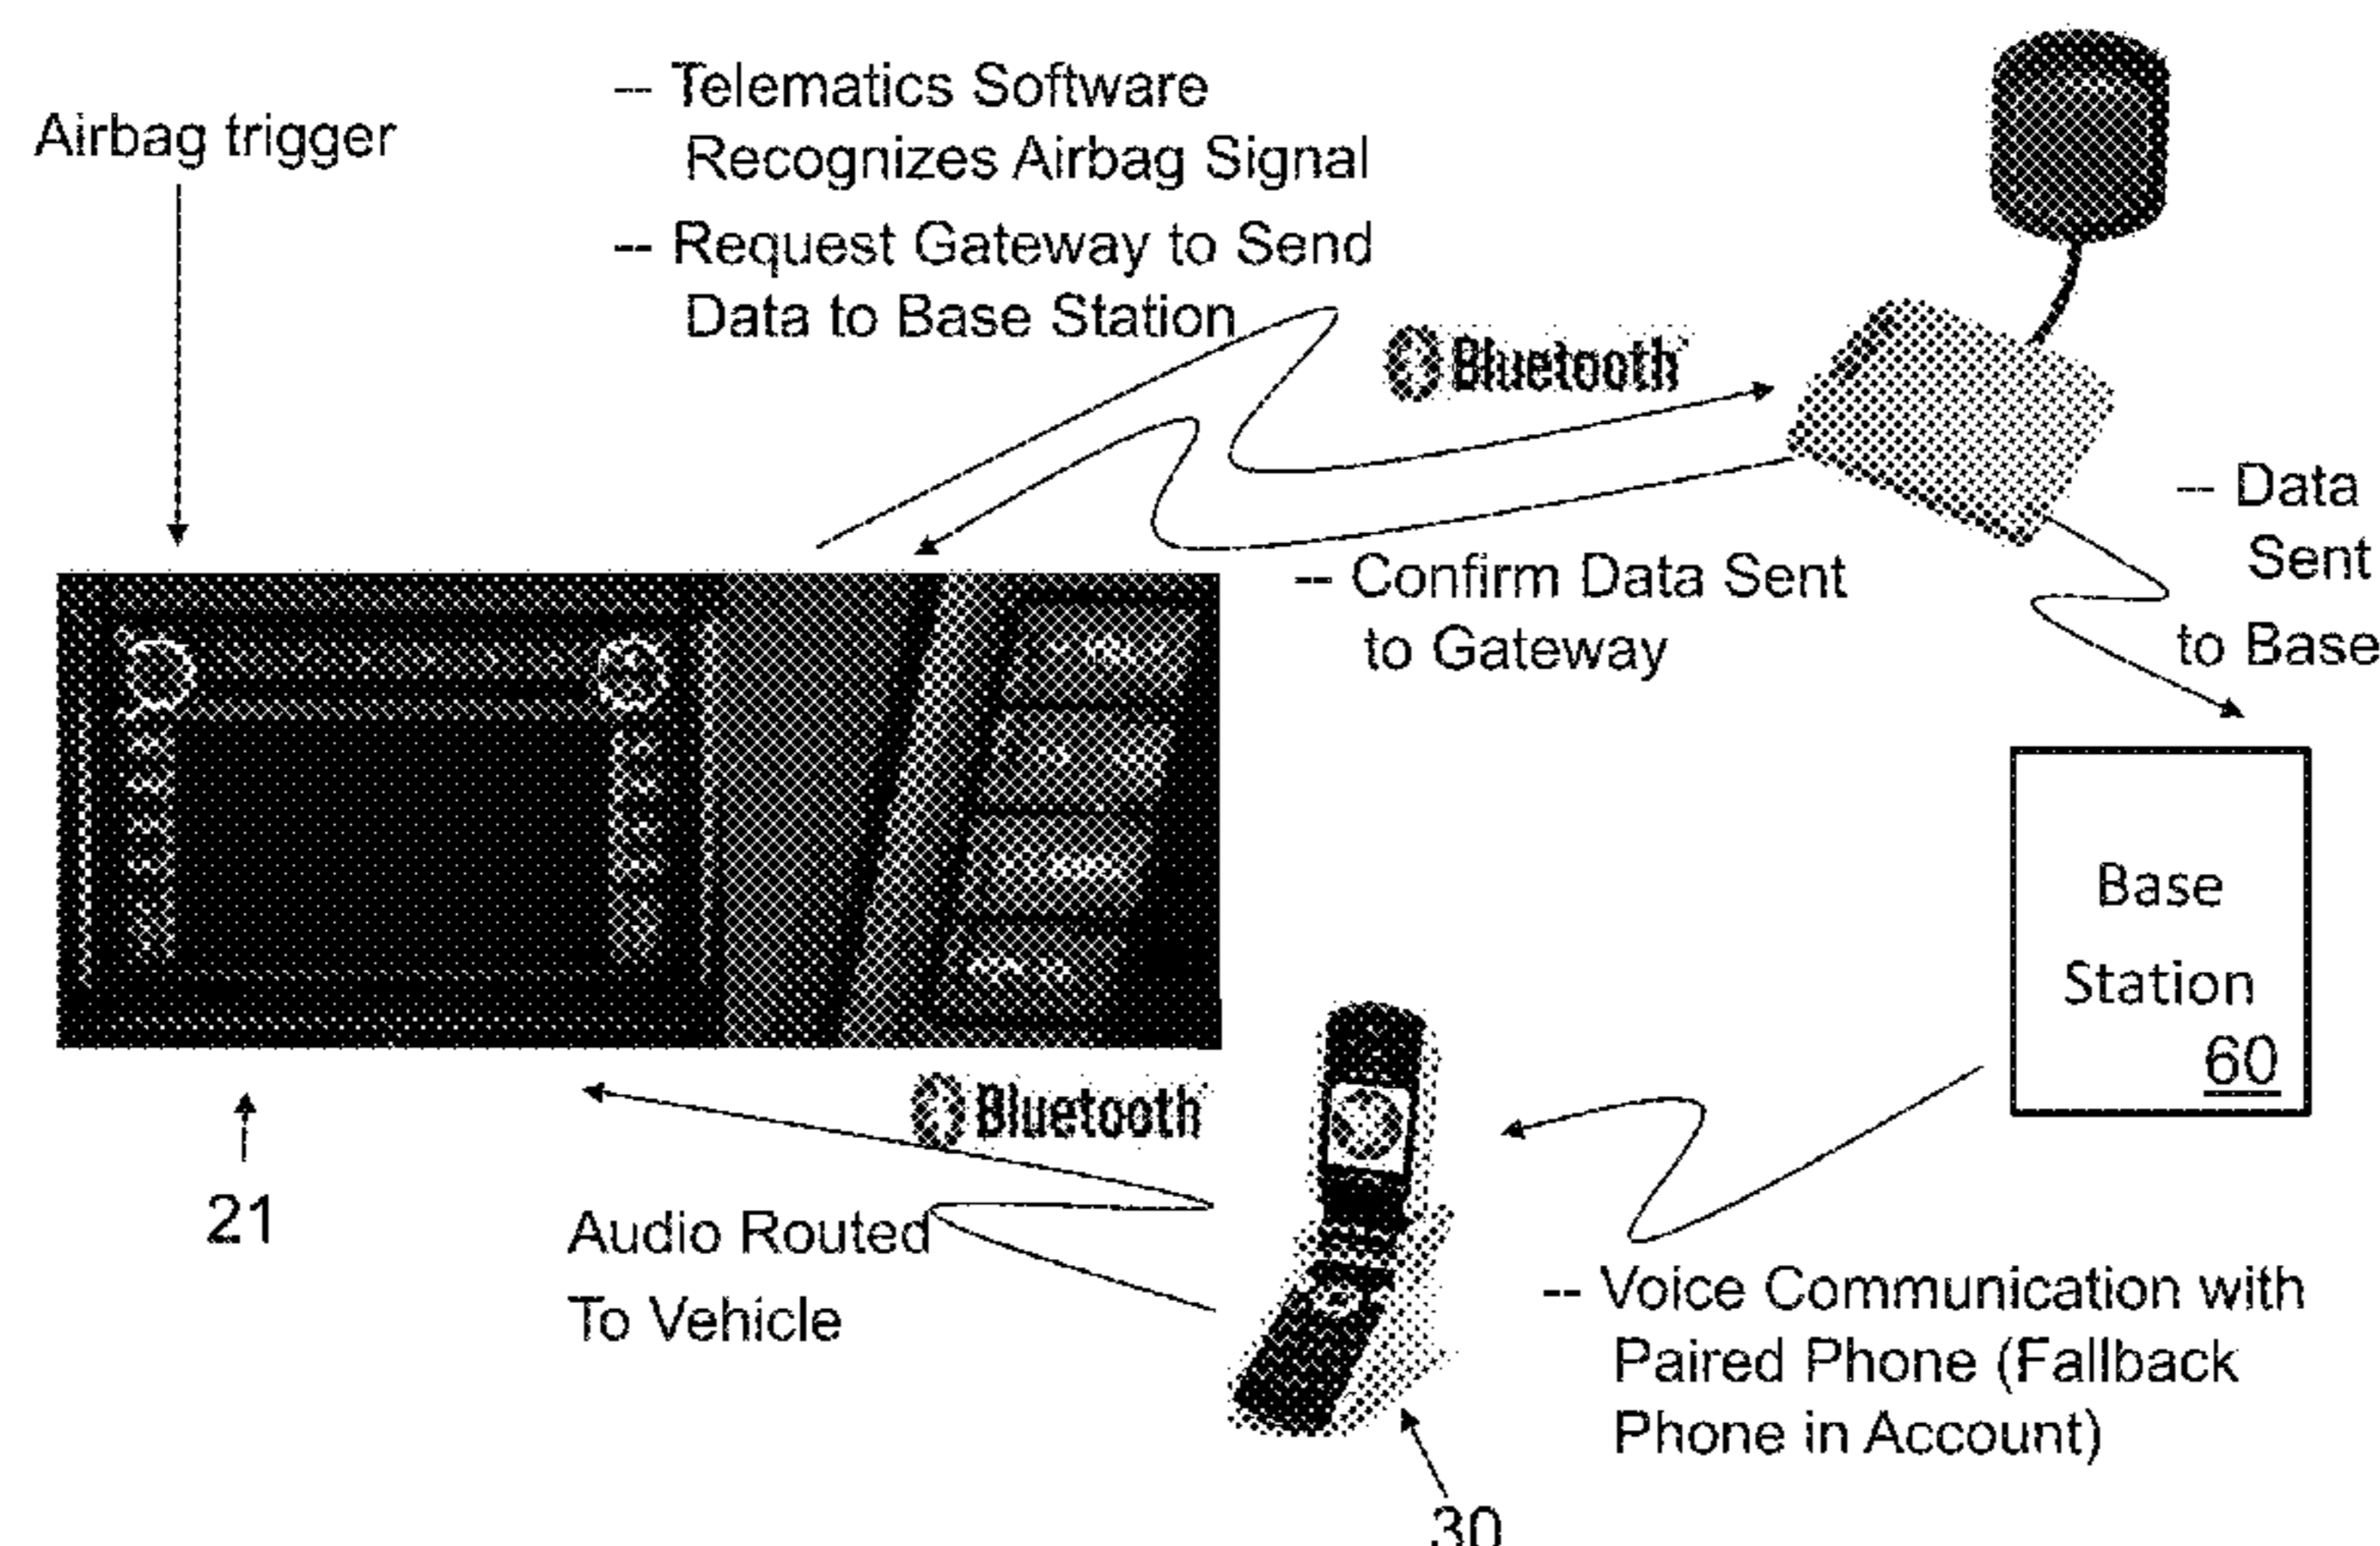 Airbag trigger
-- Telematics Software
Recognizes Airbag Signal
-- Request Gateway to Send
Data to Base Station
Bluetooth
-- Data
Sent
to Base
-- Confirm Data Sent
to Gateway
Base
Station
60
Bluetooth
21
Audio Routed
To Vehicle
-- Voice Communication with
Paired Phone (Fallback
Phone in Account)
30